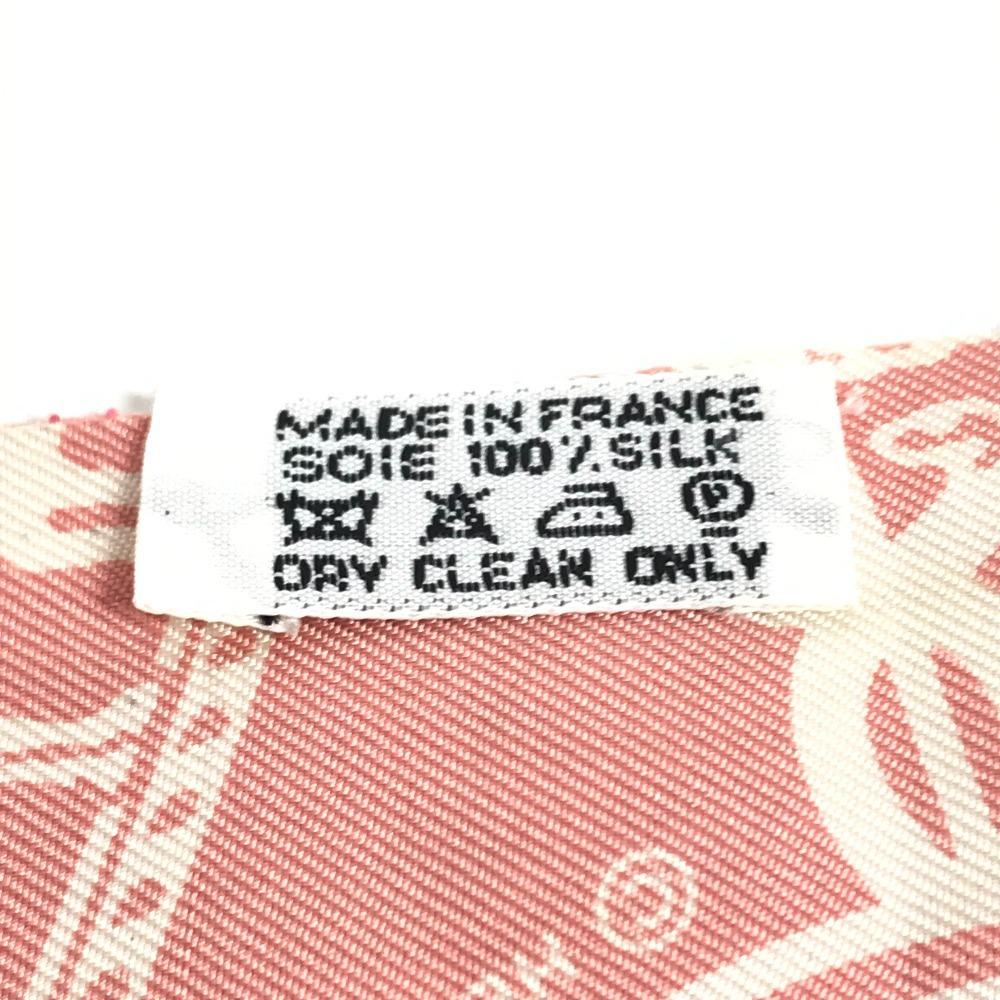 MADE IN FRANCE
SOIE 100% SILK
P
DRY CLEAN ONLY